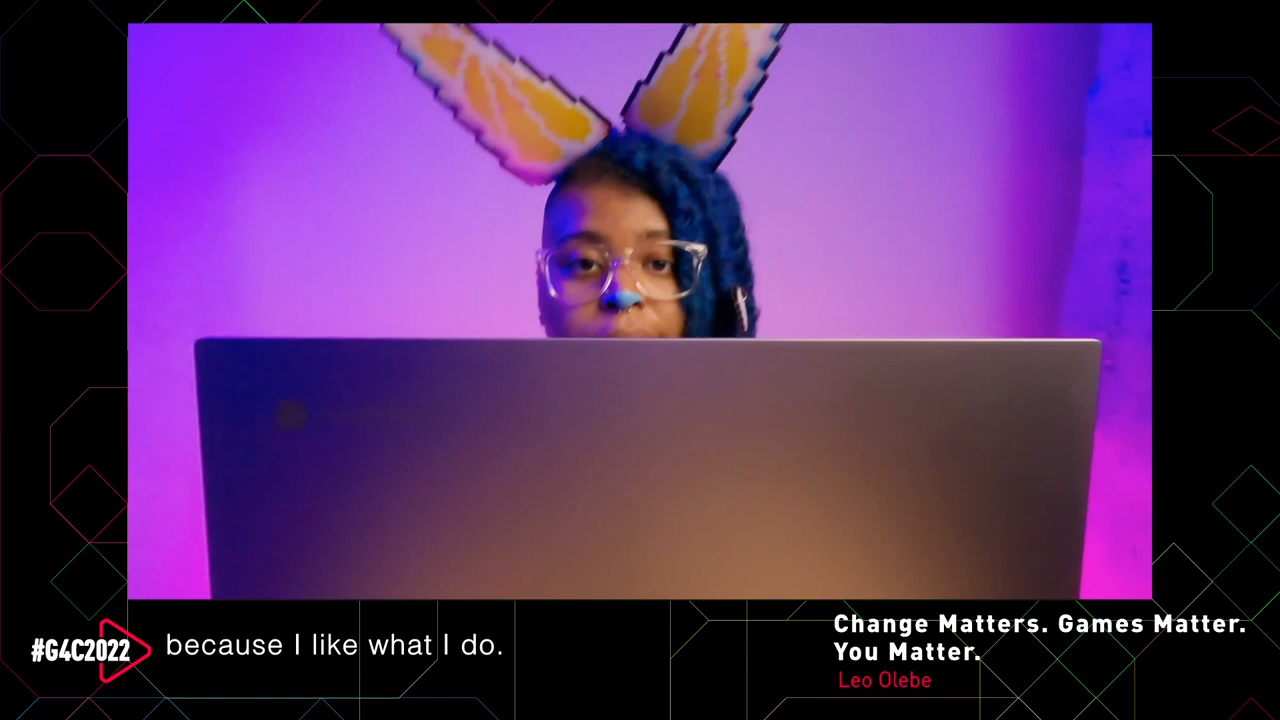 #G4C2022
because I like what I do.
Change Matters. Games Matter.
You Matter.
Leo Olebe